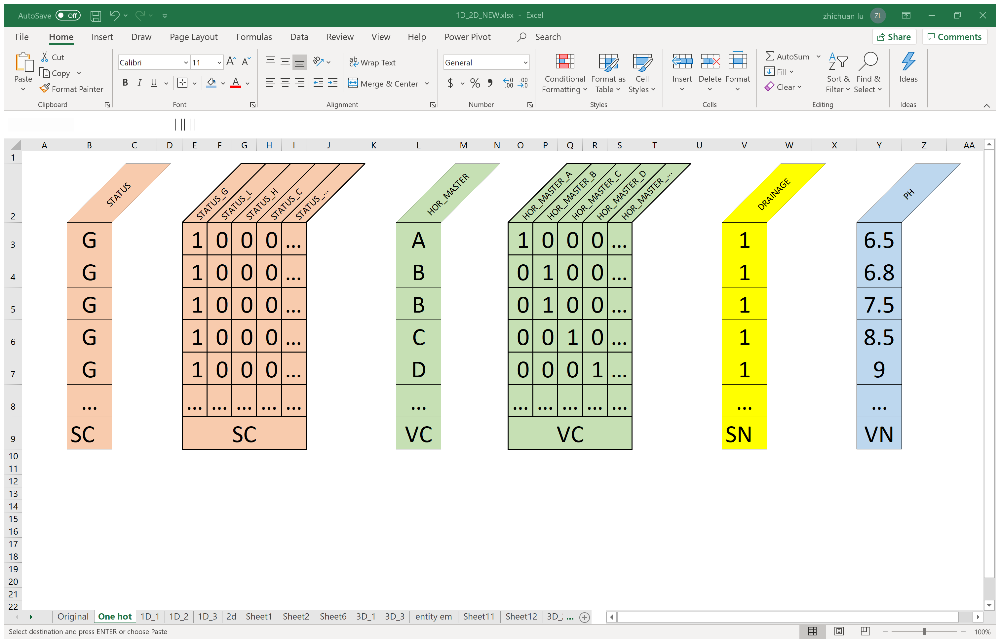 AutoSave Off 1D_2D_NEW.xlsx - Excel zhichuan lu ZL
File Home Insert Draw Page Layout Formulas Data Review View Help Power Pivot Search Share Comments
Paste Cut Copy Format Painter Clipboard
Calibri 11 B I U A Font
ab Wrap Text Merge & Center Alignment
General $ % , .00 .0 Number
Conditional Formatting Format as Table Cell Styles Styles
Insert Delete Format Cells
AutoSum Fill Clear Sort & Filter Find & Select Editing
Ideas Ideas
A B C D E F G H I J K L M N O P Q R S T U V W X Y Z AA
1
2 STATUS STATUS_G STATUS_L STATUS_H STATUS_C STATUS_... HOR_MASTER HOR_MASTER_A HOR_MASTER_B HOR_MASTER_C HOR_MASTER_D HOR_MASTER_... DRAINAGE PH
3 G 1 0 0 0 ... A 1 0 0 0 ... 1 6.5
4 G 1 0 0 0 ... B 0 1 0 0 ... 1 6.8
5 G 1 0 0 0 ... B 0 1 0 0 ... 1 7.5
6 G 1 0 0 0 ... C 0 0 1 0 ... 1 8.5
7 G 1 0 0 0 ... D 0 0 0 1 ... 1 9
8 ... ... ... ... ... ... ... ... ... ... ... ... ... ...
9 SC SC VC VC SN VN
10
11
12
13
14
15
16
17
18
19
20
21
22
Original One hot 1D_1 1D_2 1D_3 2d Sheet1 Sheet2 Sheet6 3D_1 3D_3 entity em Sheet11 Sheet12 3D_ ...
Select destination and press ENTER or choose Paste 100%